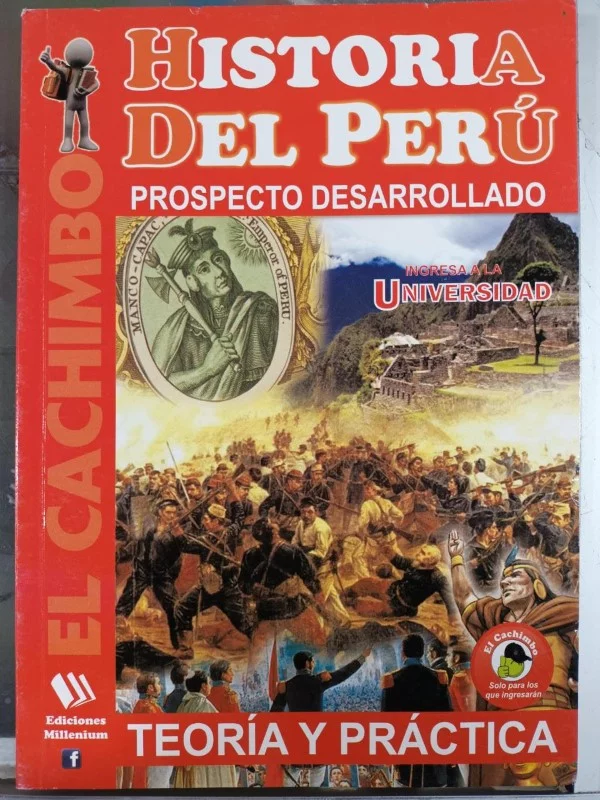 HISTORIA
DEL PERÚ
PROSPECTO DESARROLLADO
EL CACHIMBO
MANCO-CAPAC,
Emperor of PERU.
INGRESA A LA
UNIVERSIDAD
El Cachimbo
Solo para los
que ingresarán
Ediciones
Millenium
f
TEORÍA Y PRÁCTICA